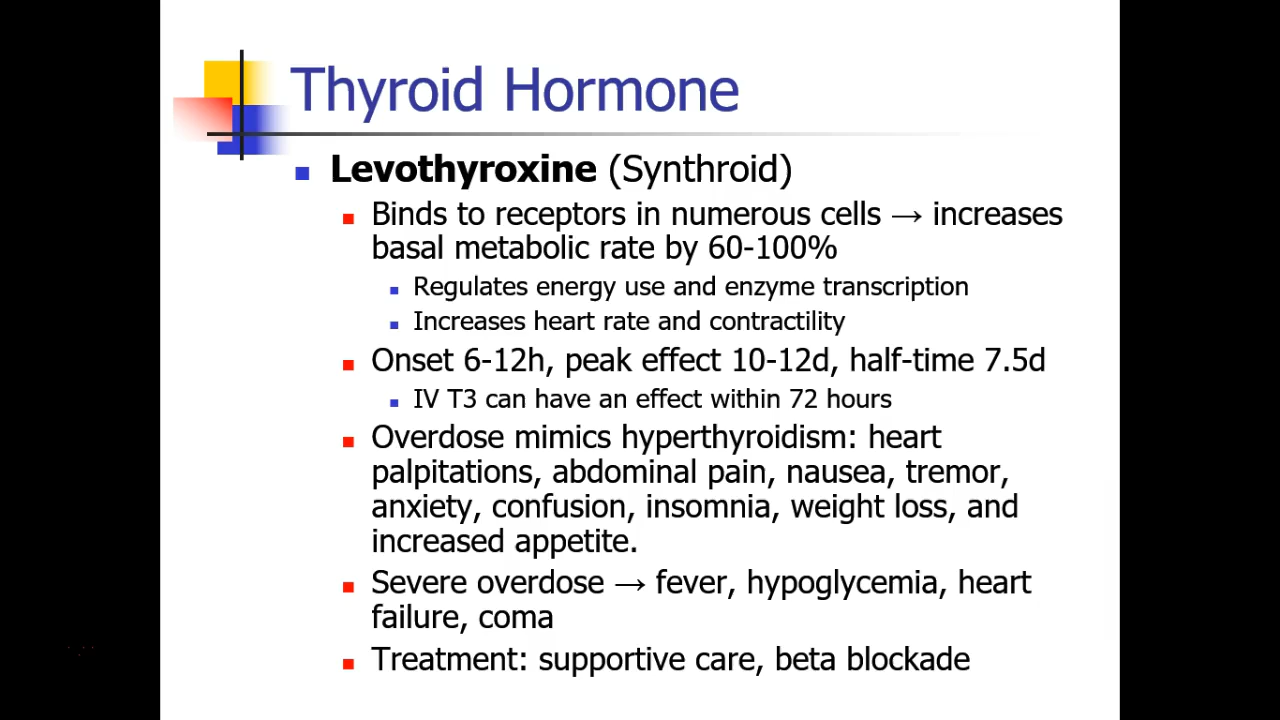 Thyroid Hormone
Levothyroxine (Synthroid)
Binds to receptors in numerous cells → increases
basal metabolic rate by 60-100%
Regulates energy use and enzyme transcription
Increases heart rate and contractility
Onset 6-12h, peak effect 10-12d, half-time 7.5d
IV T3 can have an effect within 72 hours
Overdose mimics hyperthyroidism: heart
palpitations, abdominal pain, nausea, tremor,
anxiety, confusion, insomnia, weight loss, and
increased appetite.
Severe overdose → fever, hypoglycemia, heart
failure, coma
Treatment: supportive care, beta blockade